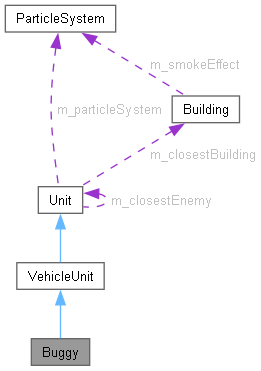 ParticleSystem
m_smokeEffect
m_particleSystem
Building
m_closestBuilding
Unit
m_closestEnemy
VehicleUnit
Buggy